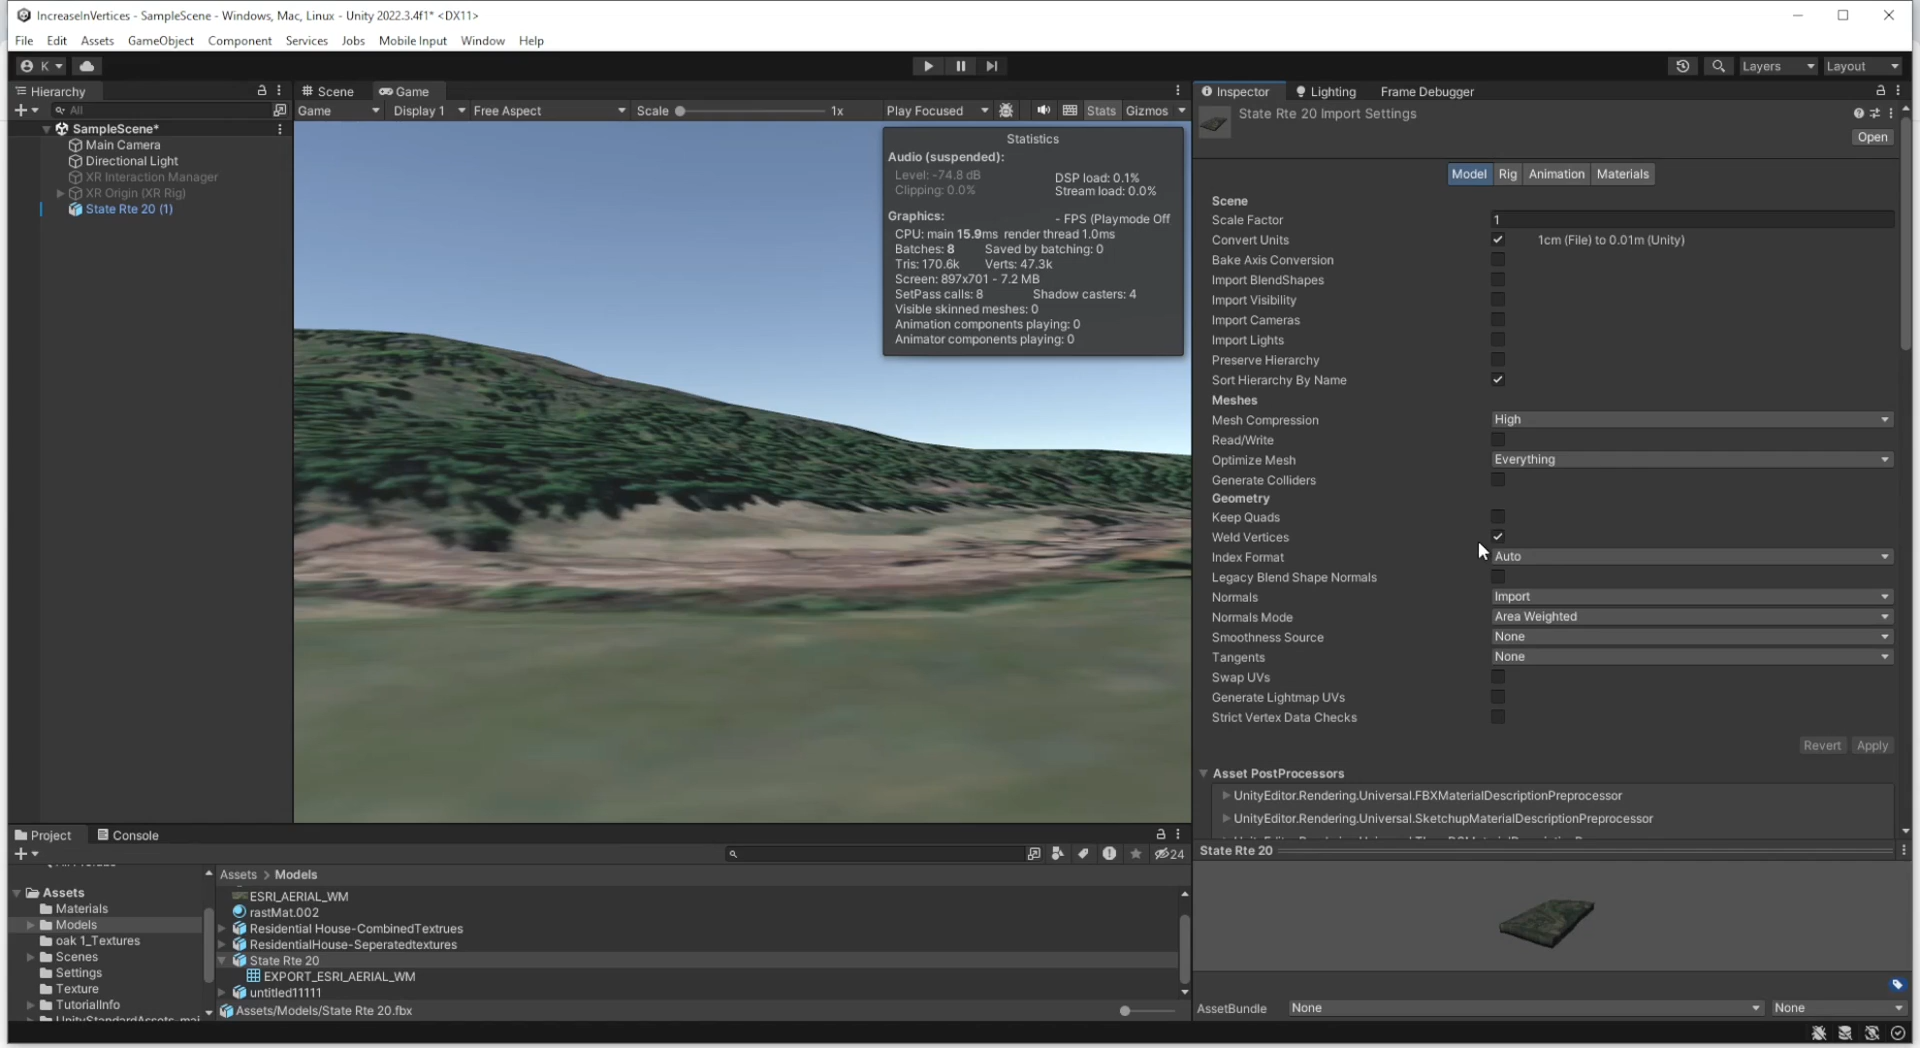 IncreaseInVertices - SampleScene - Windows, Mac, Linux - Unity 2022.3.4f1* <DX11>
File Edit Assets GameObject Component Services Jobs Mobile Input Window Help
K Layers Layout
Hierarchy
All
SampleScene*
Main Camera
Directional Light
XR Interaction Manager
XR Origin (XR Rig)
State Rte 20 (1)
Scene Game
Game Display 1 Free Aspect Scale 1x Play Focused Stats Gizmos
Statistics
Audio (suspended):
Level: -74.8 dB DSP load: 0.1%
Clipping: 0.0% Stream load: 0.0%
Graphics: - FPS (Playmode Off
CPU: main 15.9ms render thread 1.0ms
Batches: 8 Saved by batching: 0
Tris: 170.6k Verts: 47.3k
Screen: 897x701 - 7.2 MB
SetPass calls: 8 Shadow casters: 4
Visible skinned meshes: 0
Animation components playing: 0
Animator components playing: 0
Inspector Lighting Frame Debugger
State Rte 20 Import Settings
Open
Model Rig Animation Materials
Scene
Scale Factor 1
Convert Units 1cm (File) to 0.01m (Unity)
Bake Axis Conversion
Import BlendShapes
Import Visibility
Import Cameras
Import Lights
Preserve Hierarchy
Sort Hierarchy By Name
Meshes
Mesh Compression High
Read/Write
Optimize Mesh Everything
Generate Colliders
Geometry
Keep Quads
Weld Vertices
Index Format Auto
Legacy Blend Shape Normals
Normals Import
Normals Mode Area Weighted
Smoothness Source None
Tangents None
Swap UVs
Generate Lightmap UVs
Strict Vertex Data Checks
Revert Apply
Asset PostProcessors
UnityEditor.Rendering.Universal.FBXMaterialDescriptionPreprocessor
UnityEditor.Rendering.Universal.SketchupMaterialDescriptionPreprocessor
State Rte 20
AssetBundle None None
Project Console
24
Assets
Materials
Models
oak 1_Textures
Scenes
Settings
Texture
TutorialInfo
Assets > Models
ESRI_AERIAL_WM
rastMat.002
Residential House-CombinedTextrues
ResidentialHouse-Seperatedtextures
State Rte 20
EXPORT_ESRI_AERIAL_WM
untitled11111
Assets/Models/State Rte 20.fbx